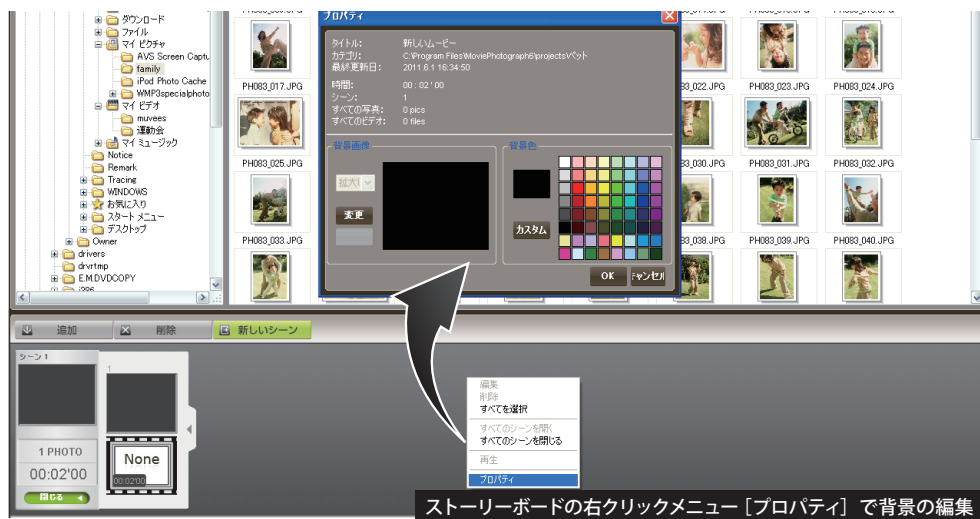 ダウンロード
ファイル
マイ ピクチャ
AVS Screen Captu
family
iPod Photo Cache
WMP3specialphoto
マイ ビデオ
muvees
運動会
マイ ミュージック
Notice
Remark
Tracing
WINDOWS
お気に入り
スタート メニュー
デスクトップ
Owner
drivers
drvrtmp
E.M.DVDCOPY
PH083_017.JPG
83_022.JPG
PH083_023.JPG
PH083_024.JPG
PH083_025.JPG
83_030.JPG
PH083_031.JPG
PH083_032.JPG
PH083_033.JPG
83_038.JPG
PH083_039.JPG
PH083_040.JPG
プロパティ
タイトル: 新しいムービー
カテゴリ: C:\Program Files\MoviePhotograph6\projects\ペット
最終更新日: 2011.6.1 16:34:50
時間: 00 : 02 ' 00
シーン: 1
すべての写真: 0 pics
すべてのビデオ: 0 files
背景画像
変更
背景色
カスタム
OK
キャンセル
追加
削除
新しいシーン
シーン 1
1
1 PHOTO
00:02'00
閉じる
None
00:02'00
編集
削除
すべてを選択
すべてのシーンを開く
すべてのシーンを閉じる
再生
プロパティ
ストーリーボードの右クリックメニュー［プロパティ］で背景の編集